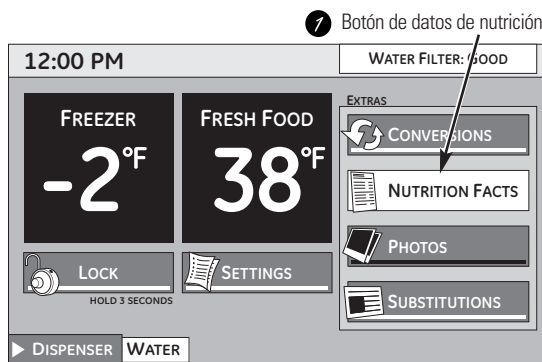 1 Botón de datos de nutrición
12:00 PM
WATER FILTER: GOOD
FREEZER
-2°F
FRESH FOOD
38°F
EXTRAS
CONVERSIONS
NUTRITION FACTS
PHOTOS
SUBSTITUTIONS
LOCK
HOLD 3 SECONDS
SETTINGS
DISPENSER WATER